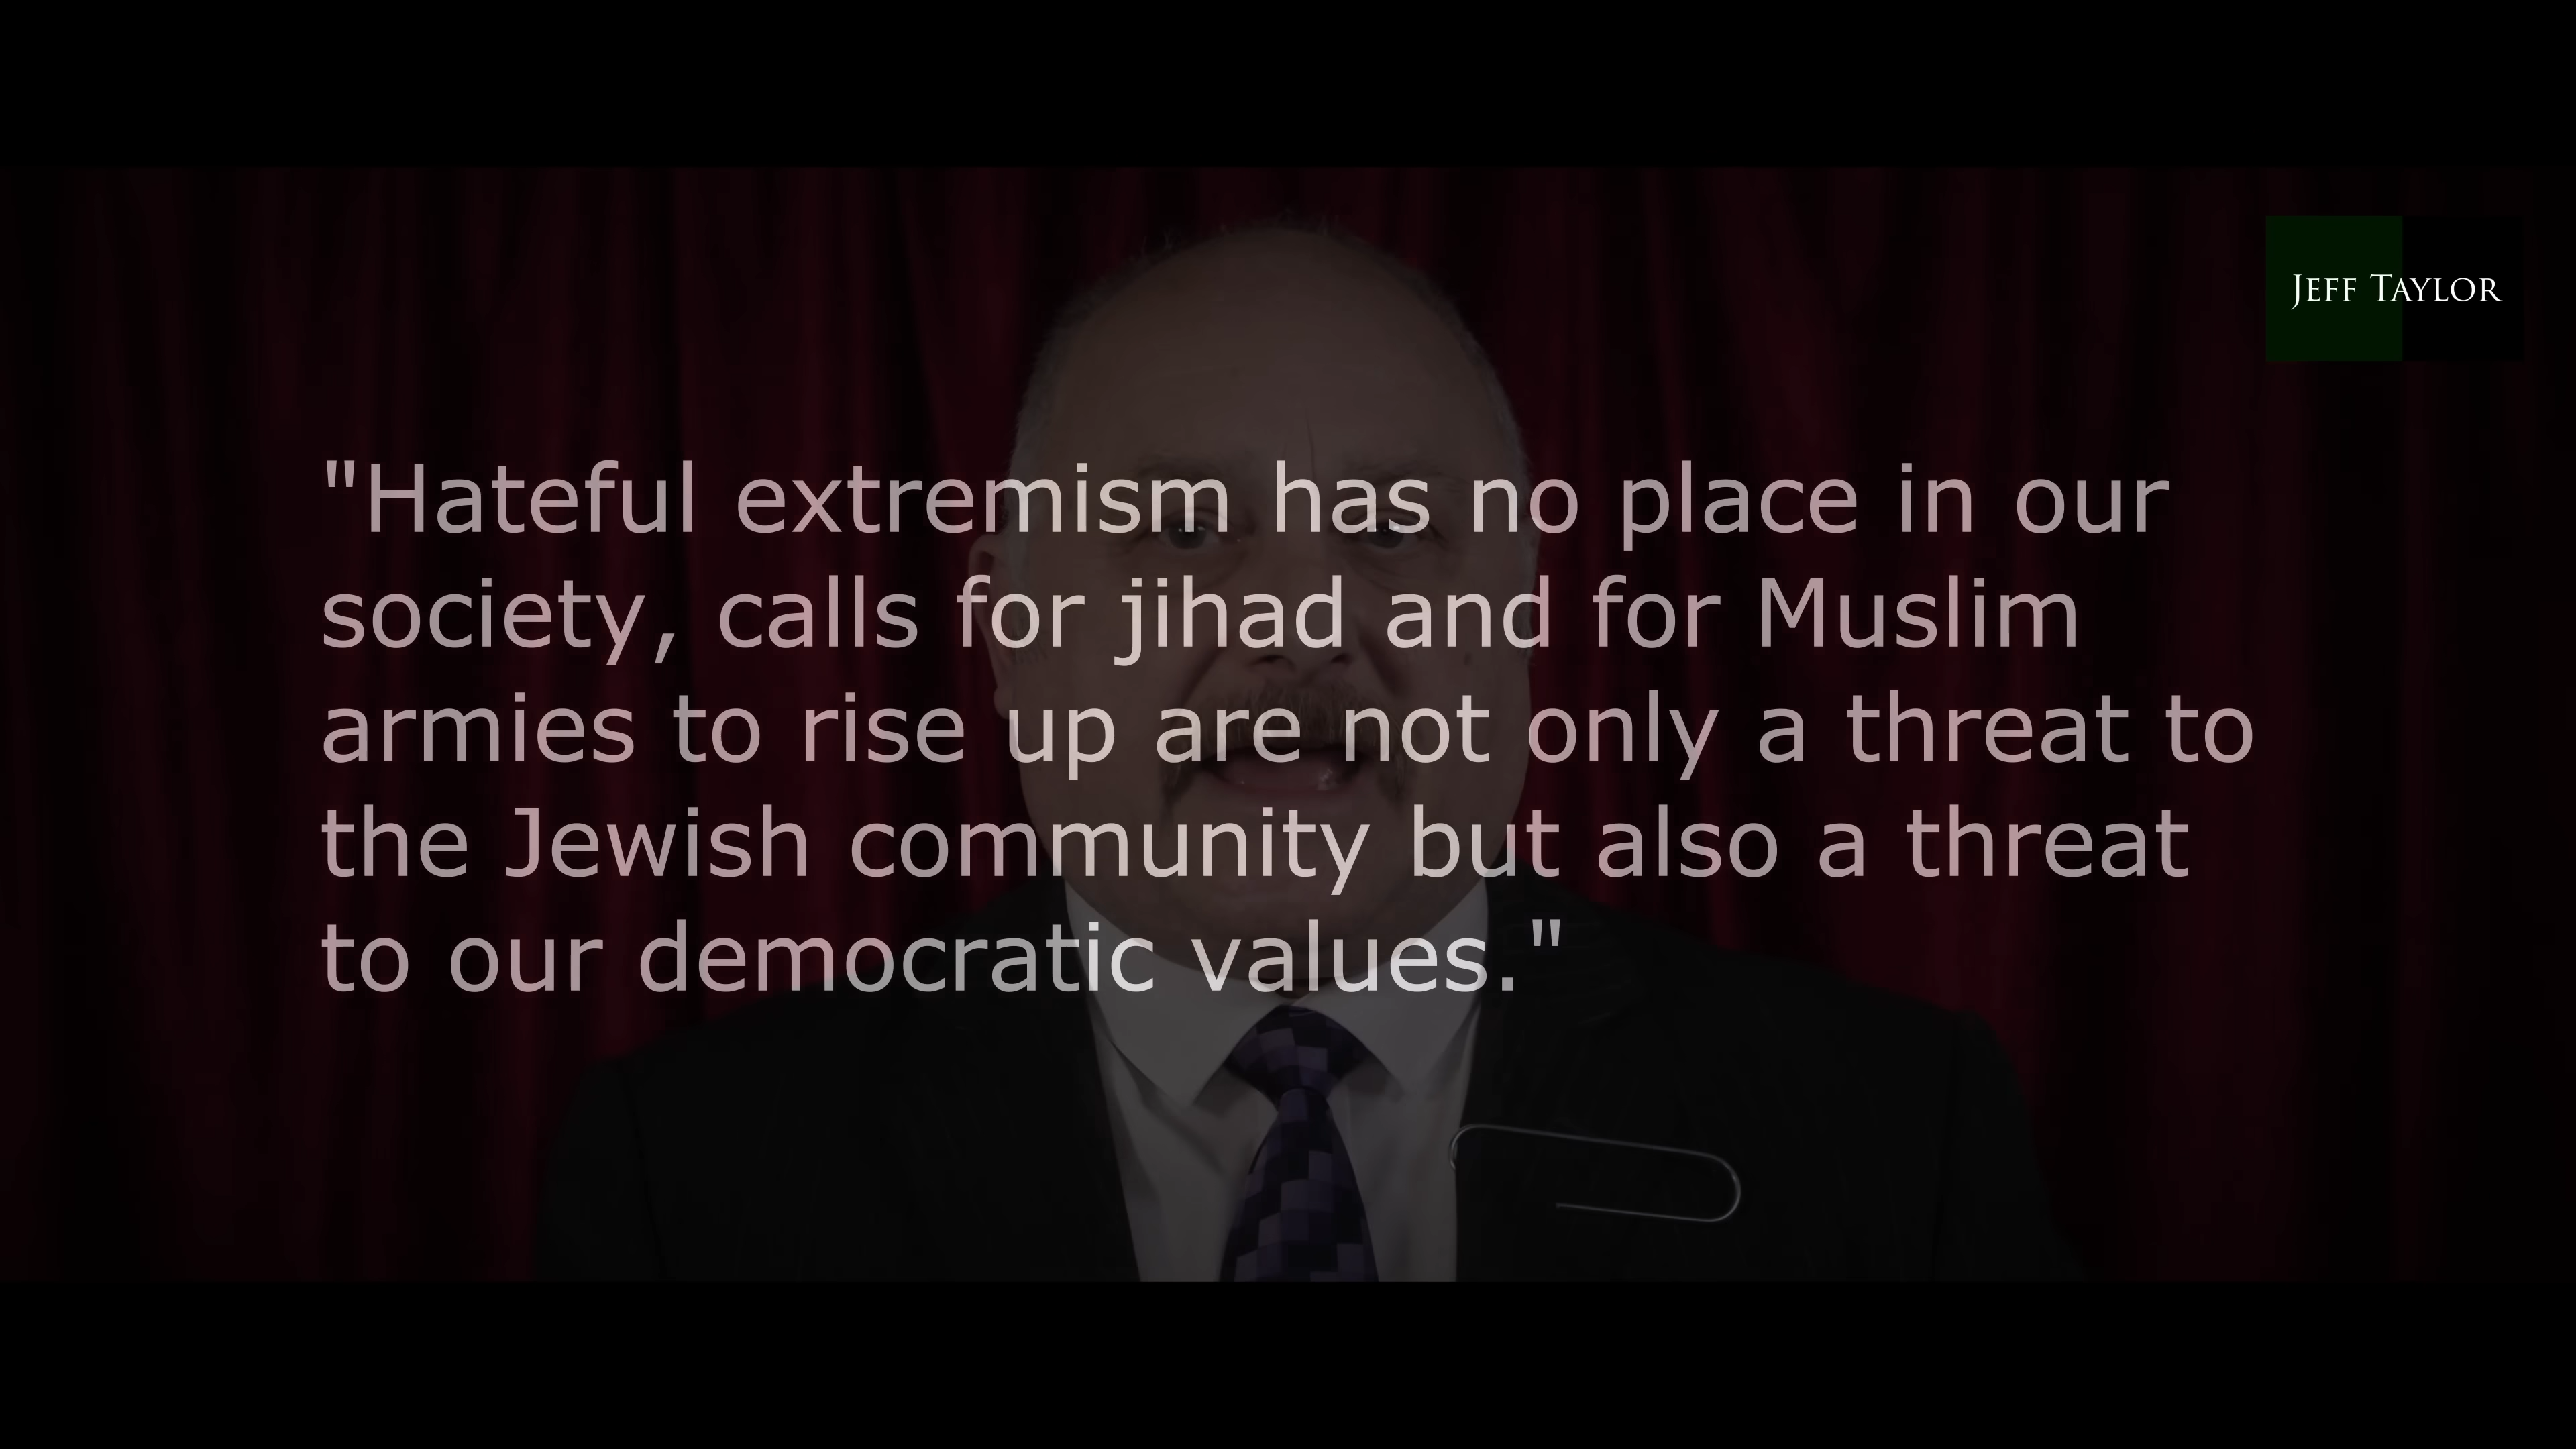 JEFF TAYLOR
"Hateful extremism has no place in our
society, calls for jihad and for Muslim
armies to rise up are not only a threat to
the Jewish community but also a threat
to our democratic values."